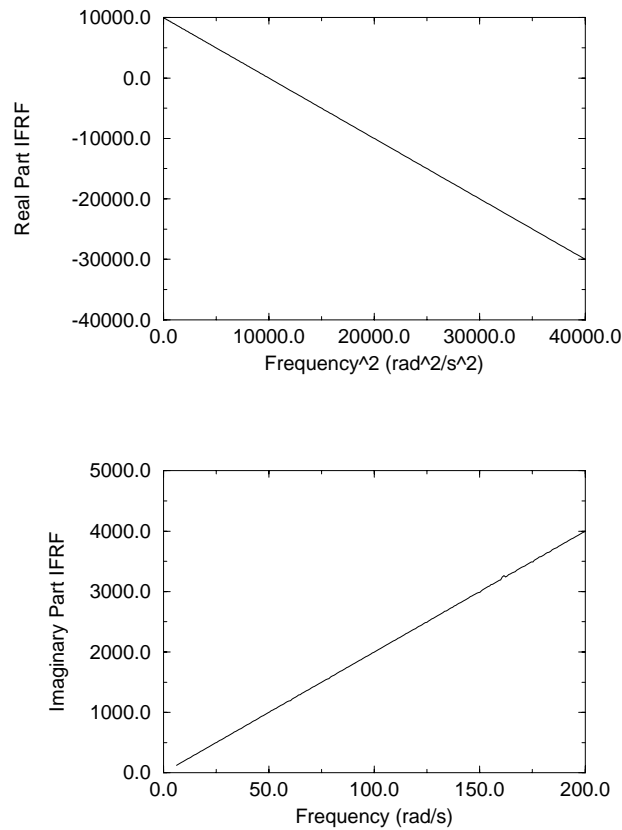 10000.0
0.0
-10000.0
-20000.0
-30000.0
-40000.0
Real Part IFRF
0.0 10000.0 20000.0 30000.0 40000.0
Frequency^2 (rad^2/s^2)
5000.0
4000.0
3000.0
2000.0
1000.0
0.0
Imaginary Part IFRF
0.0 50.0 100.0 150.0 200.0
Frequency (rad/s)